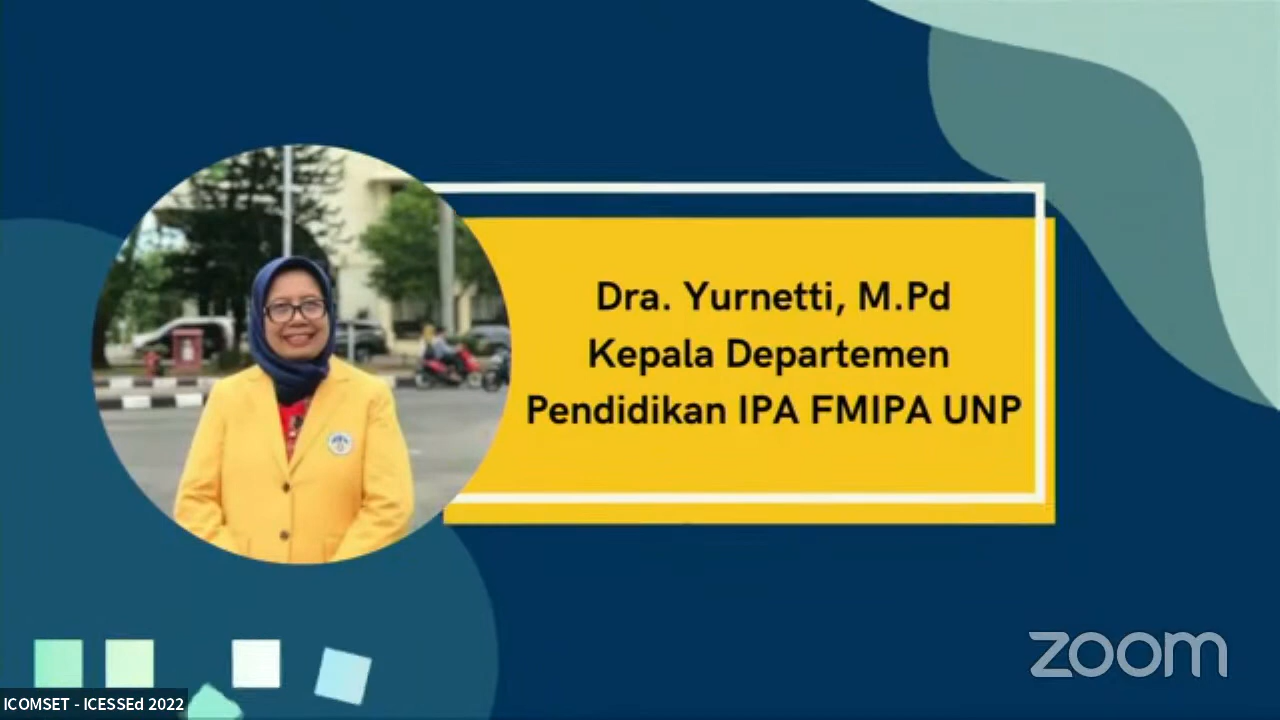 Dra. Yurnetti, M.Pd
Kepala Departemen
Pendidikan IPA FMIPA UNP
zoom
ICOMSET - ICESSEd 2022